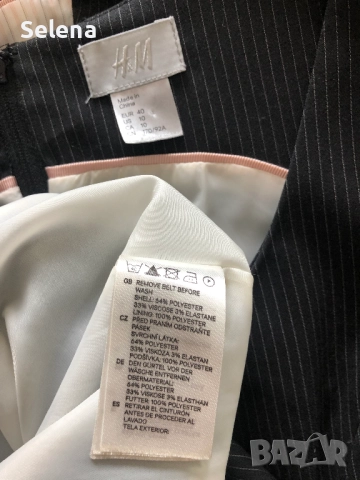 Selena
H&M
Made in
China
EUR 40
US 10
CA 10
170/92A
GB REMOVE BELT BEFORE
WASH
SHELL: 64% POLYESTER
33% VISCOSE 3% ELASTANE
LINING: 100% POLYESTER
CZ PŘED PRANÍM ODSTRAŇTE
PÁSEK
SVRCHNÍ LÁTKA:
64% POLYESTER
33% VISKÓZA 3% ELASTAN
PODŠÍVKA: 100% POLYESTER
DE DEN GÜRTEL VOR DER
WÄSCHE ENTFERNEN
OBERMATERIAL:
64% POLYESTER
33% VISKOSE 3% ELASTHAN
FUTTER: 100% POLYESTER
ES RETIRAR EL CINTURÓN
ANTES DE PROCEDER AL
LAVADO
TELA EXTERIOR:
BAZAR